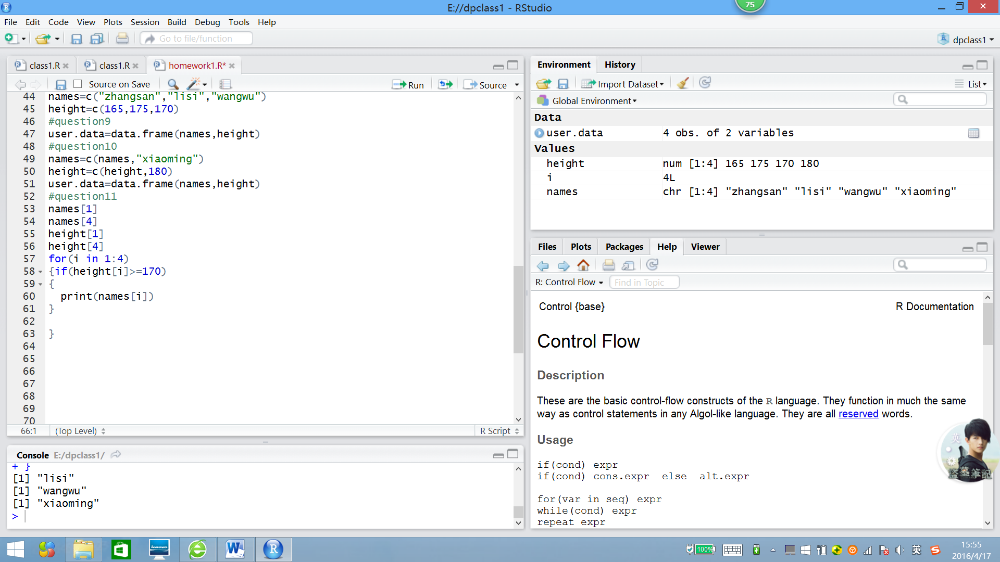 75
E://dpclass1 - RStudio
File Edit Code View Plots Session Build Debug Tools Help
Go to file/function
dpclass1
class1.R class1.R homework1.R*
Source on Save Run Source
44 names=c("zhangsan","lisi","wangwu")
45 height=c(165,175,170)
46 #question9
47 user.data=data.frame(names,height)
48 #question10
49 names=c(names,"xiaoming")
50 height=c(height,180)
51 user.data=data.frame(names,height)
52 #question11
53 names[1]
54 names[4]
55 height[1]
56 height[4]
57 for(i in 1:4)
58 {if(height[i]>=170)
59 {
60 print(names[i])
61 }
62
63 }
64
65
66
67
68
69
70
66:1 (Top Level) R Script
Console E:/dpclass1/
+ }
[1] "lisi"
[1] "wangwu"
[1] "xiaoming"
>
Environment History
Import Dataset List
Global Environment
Data
user.data 4 obs. of 2 variables
Values
height num [1:4] 165 175 170 180
i 4L
names chr [1:4] "zhangsan" "lisi" "wangwu" "xiaoming"
Files Plots Packages Help Viewer
R: Control Flow Find in Topic
Control {base} R Documentation
Control Flow
Description
These are the basic control-flow constructs of the R language. They function in much the same
way as control statements in any Algol-like language. They are all reserved words.
Usage
if(cond) expr
if(cond) cons.expr else alt.expr
for(var in seq) expr
while(cond) expr
repeat expr
英
盗墓笔记
100%
英
15:55
2016/4/17